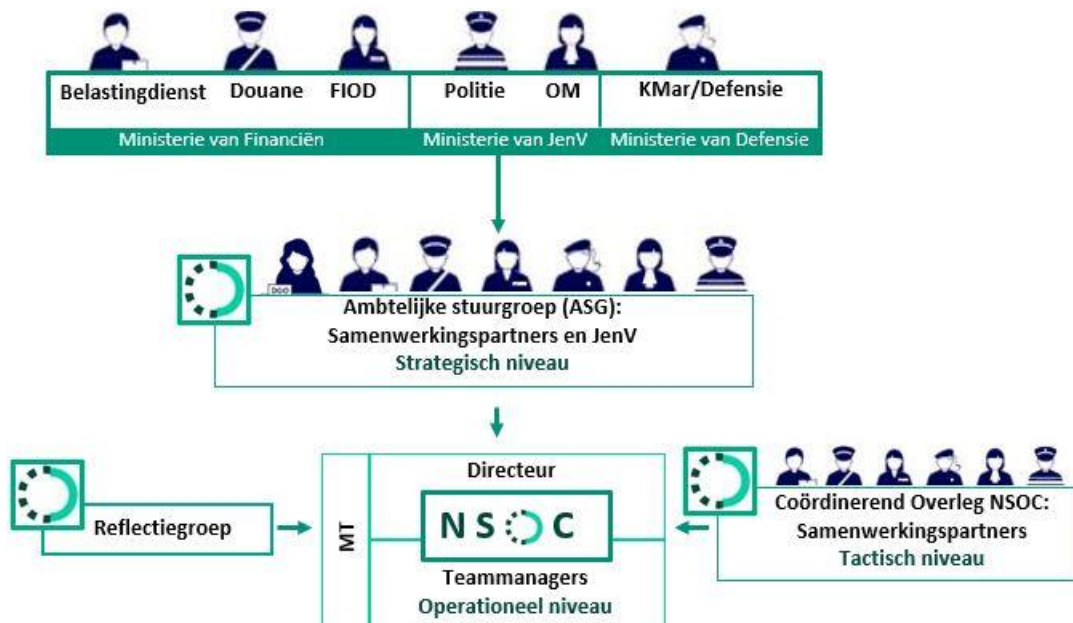 Belastingdienst Douane FIOD Politie OM KMar/Defensie
Ministerie van Financiën Ministerie van JenV Ministerie van Defensie
DGO
Ambtelijke stuurgroep (ASG):
Samenwerkingspartners en JenV
Strategisch niveau
Reflectiegroep
MT
Directeur
NSOC
Teammanagers
Operationeel niveau
Coördinerend Overleg NSOC:
Samenwerkingspartners
Tactisch niveau